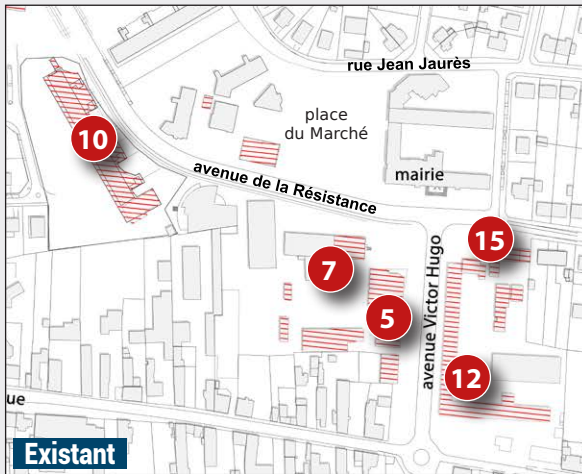 rue Jean Jaurès
place
du Marché
10
avenue de la Résistance
mairie
15
7
avenue Victor Hugo
5
12
ue
Existant